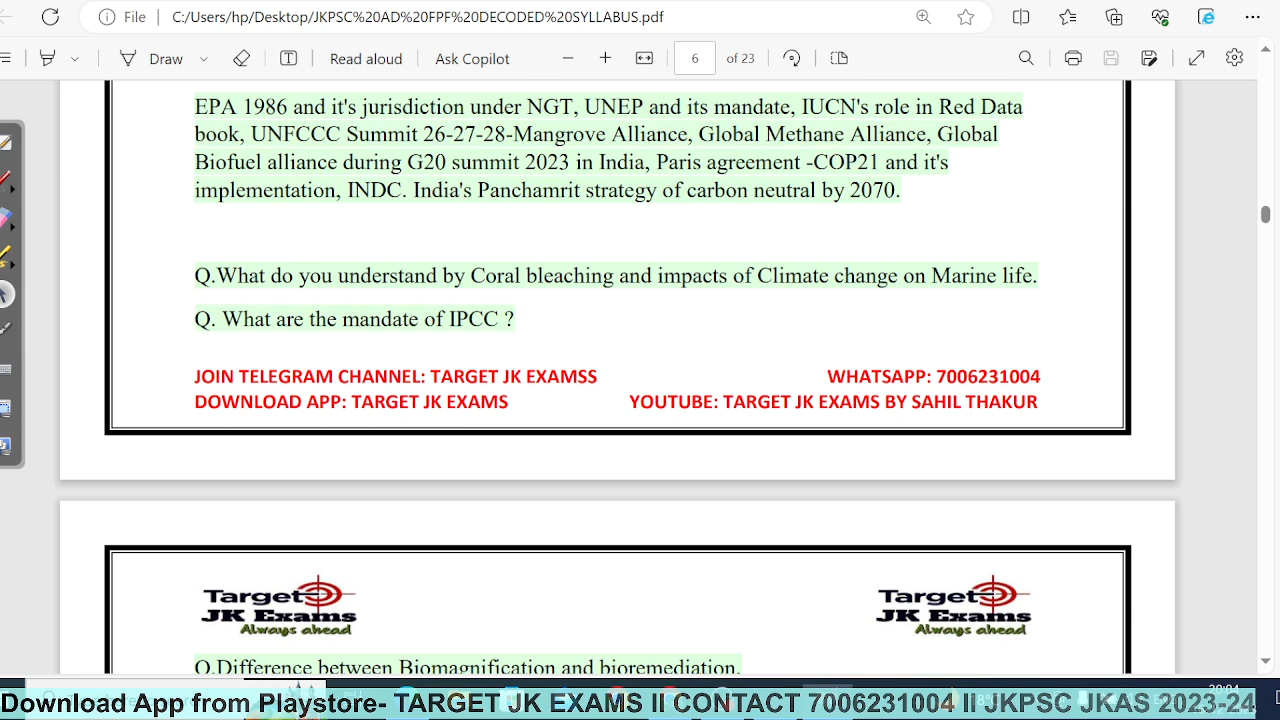 File C:/Users/hp/Desktop/JKPSC%20AD%20FPF%20DECODED%20SYLLABUS.pdf
Draw Read aloud Ask Copilot 6 of 23
EPA 1986 and it's jurisdiction under NGT, UNEP and its mandate, IUCN's role in Red Data
book, UNFCCC Summit 26-27-28-Mangrove Alliance, Global Methane Alliance, Global
Biofuel alliance during G20 summit 2023 in India, Paris agreement -COP21 and it's
implementation, INDC. India's Panchamrit strategy of carbon neutral by 2070.
Q.What do you understand by Coral bleaching and impacts of Climate change on Marine life.
Q. What are the mandate of IPCC ?
JOIN TELEGRAM CHANNEL: TARGET JK EXAMSS WHATSAPP: 7006231004
DOWNLOAD APP: TARGET JK EXAMS YOUTUBE: TARGET JK EXAMS BY SAHIL THAKUR
Target Target
JK Exams JK Exams
Always ahead Always ahead
Q.Difference between Biomagnification and bioremediation.
Download App from Playstore- TARGET JK EXAMS II CONTACT 7006231004 II JKPSC JKAS 2023-24